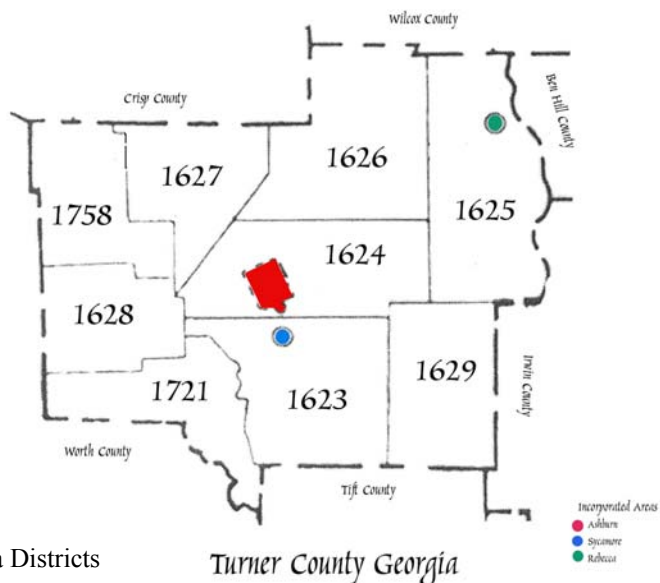 Wilcox County
Crisp County
Ben Hill County
1626
1627
1758
1625
1624
1628
1629
1721
1623
Irwin County
Worth County
Tift County
Incorporated Areas
Ashburn
Sycamore
Rebecca
Districts
Turner County Georgia